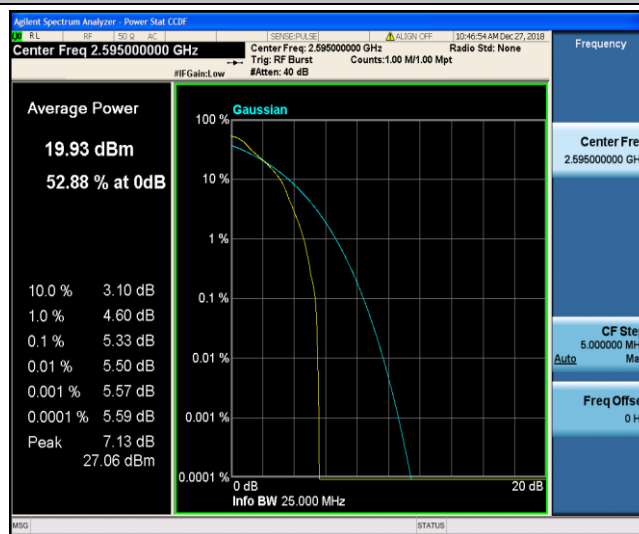 Agilent Spectrum Analyzer - Power Stat CCDF
RL RF 50 Ω AC SENSE:PULSE ALIGN OFF 10:46:54 AM Dec 27, 2018
Center Freq 2.595000000 GHz
Center Freq: 2.595000000 GHz Radio Std: None
Trig: RF Burst Counts:1.00 M/1.00 Mpt
#IFGain:Low #Atten: 40 dB
Frequency
Average Power
19.93 dBm
52.88 % at 0dB
10.0 % 3.10 dB
1.0 % 4.60 dB
0.1 % 5.33 dB
0.01 % 5.50 dB
0.001 % 5.57 dB
0.0001 % 5.59 dB
Peak 7.13 dB
27.06 dBm
Gaussian
100 %
10 %
1 %
0.1 %
0.01 %
0.001 %
0.0001 %
0 dB 20 dB
Info BW 25.000 MHz
Center Fre
2.595000000 GH
CF Ste
5.000000 MH
Auto Ma
Freq Offse
0 H
MSG STATUS